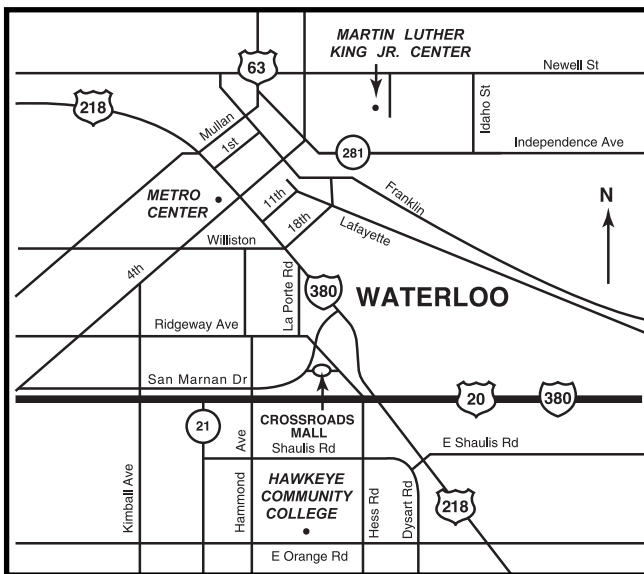 MARTIN LUTHER
KING JR. CENTER
63
Newell St
218
Mullan
1st
Idaho St
281
Independence Ave
METRO
CENTER
11th
18th
Franklin
Lafayette
N
Williston
4th
La Porte Rd
380
WATERLOO
Ridgeway Ave
San Marnan Dr
20
380
21
CROSSROADS
MALL
Kimball Ave
Hammond Ave
Shaulis Rd
E Shaulis Rd
HAWKEYE
COMMUNITY
COLLEGE
Hess Rd
Dysart Rd
218
E Orange Rd